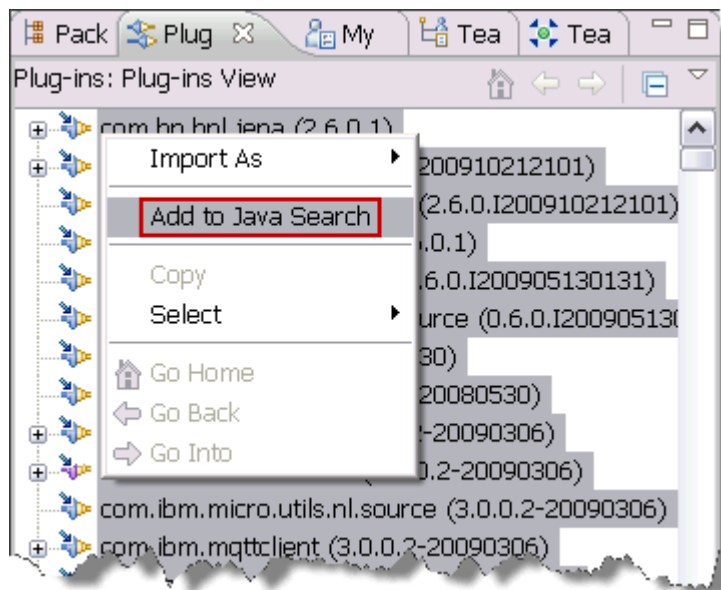 Pack Plug My Tea Tea
Plug-ins: Plug-ins View
com.hp.hpl.jena (2.6.0.1)
Import As
200910212101)
Add to Java Search
(2.6.0.I200910212101)
.0.1)
Copy
.6.0.I200905130131)
Select
urce (0.6.0.I20090513
30)
Go Home
20080530)
Go Back
-20090306)
Go Into
.0.2-20090306)
com.ibm.micro.utils.nl.source (3.0.0.2-20090306)
com.ibm.mqttclient (3.0.0.2-20090306)